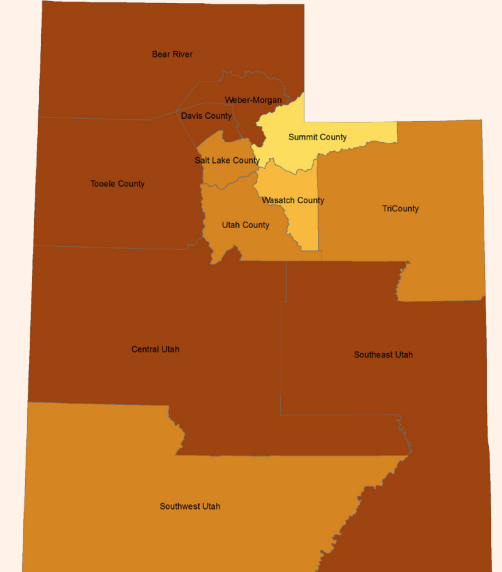 Bear River
Weber-Morgan
Davis County
Summit County
Salt Lake County
Tooele County
Wasatch County
TriCounty
Utah County
Central Utah
Southeast Utah
Southwest Utah